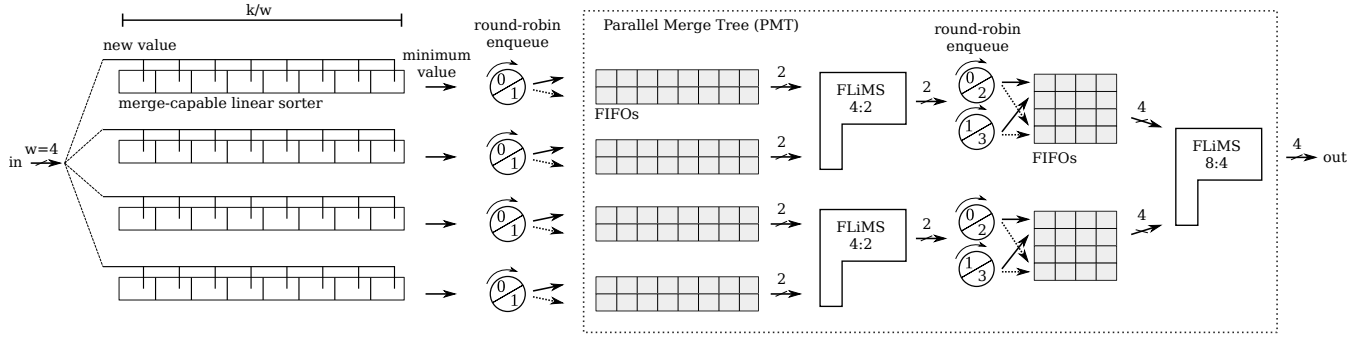 k/w
new value
merge-capable linear sorter
in
w=4
minimum
value
round-robin
enqueue
0
1
0
1
0
1
0
1
Parallel Merge Tree (PMT)
FIFOs
2
2
2
2
FLiMS
4:2
FLiMS
4:2
2
2
round-robin
enqueue
0
2
1
3
0
2
1
3
FIFOs
4
4
FLiMS
8:4
4
out